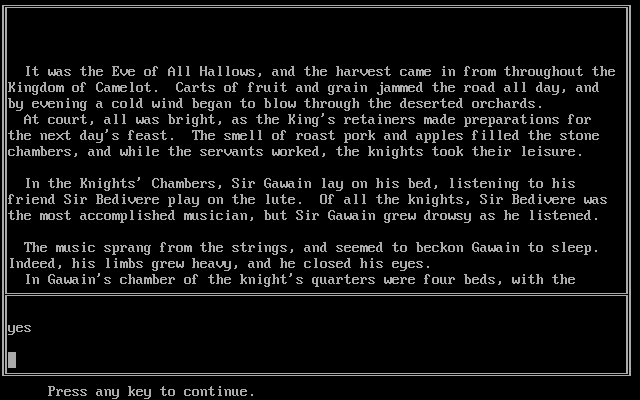 It was the Eve of All Hallows, and the harvest came in from throughout the
Kingdom of Camelot.  Carts of fruit and grain jammed the road all day, and
by evening a cold wind began to blow through the deserted orchards.
At court, all was bright, as the King's retainers made preparations for
the next day's feast.  The smell of roast pork and apples filled the stone
chambers, and while the servants worked, the knights took their leisure.
In the Knights' Chambers, Sir Gawain lay on his bed, listening to his
friend Sir Bedivere play on the lute.  Of all the knights, Sir Bedivere was
the most accomplished musician, but Sir Gawain grew drowsy as he listened.
The music sprang from the strings, and seemed to beckon Gawain to sleep.
Indeed, his limbs grew heavy, and he closed his eyes.
In Gawain's chamber of the knight's quarters were four beds, with the
yes
Press any key to continue.